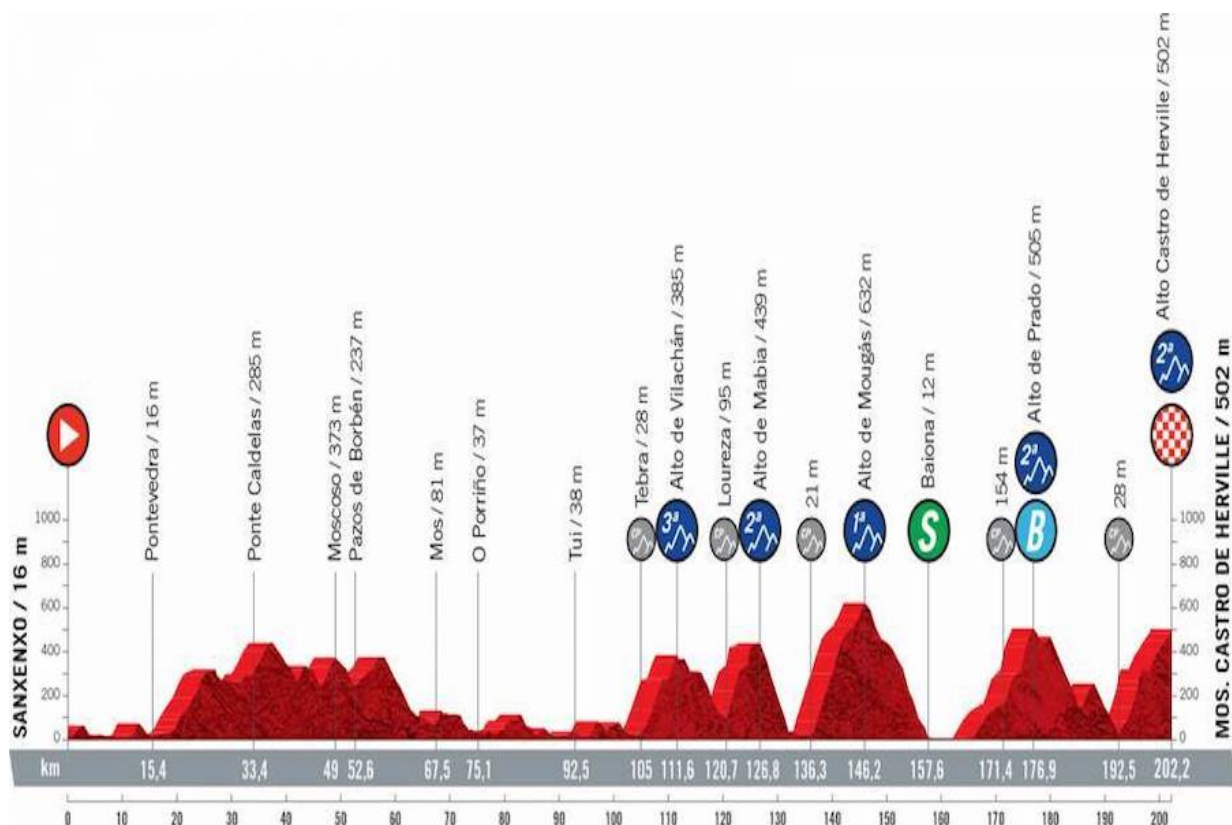 SANXENXO / 16 m
Pontevedra / 16 m
Ponte Caldelas / 285 m
Moscoso / 373 m
Pazos de Borbén / 237 m
Mos / 81 m
O Porriño / 37 m
Tui / 38 m
Tebra / 28 m
Alto de Vilachán / 385 m
Loureza / 95 m
Alto de Mabia / 439 m
21 m
Alto de Mougás / 632 m
Baiona / 12 m
154 m
Alto de Prado / 505 m
28 m
Alto Castro de Herville / 502 m
MOS. CASTRO DE HERVILLE / 502 m
3ª
2ª
1ª
S
2ª
B
2ª
1000
800
600
400
200
0
1000
800
600
400
200
0
km 15,4 33,4 49 52,6 67,5 75,1 92,5 105 111,6 120,7 126,8 136,3 146,2 157,6 171,4 176,9 192,5 202,2
0 10 20 30 40 50 60 70 80 90 100 110 120 130 140 150 160 170 180 190 200